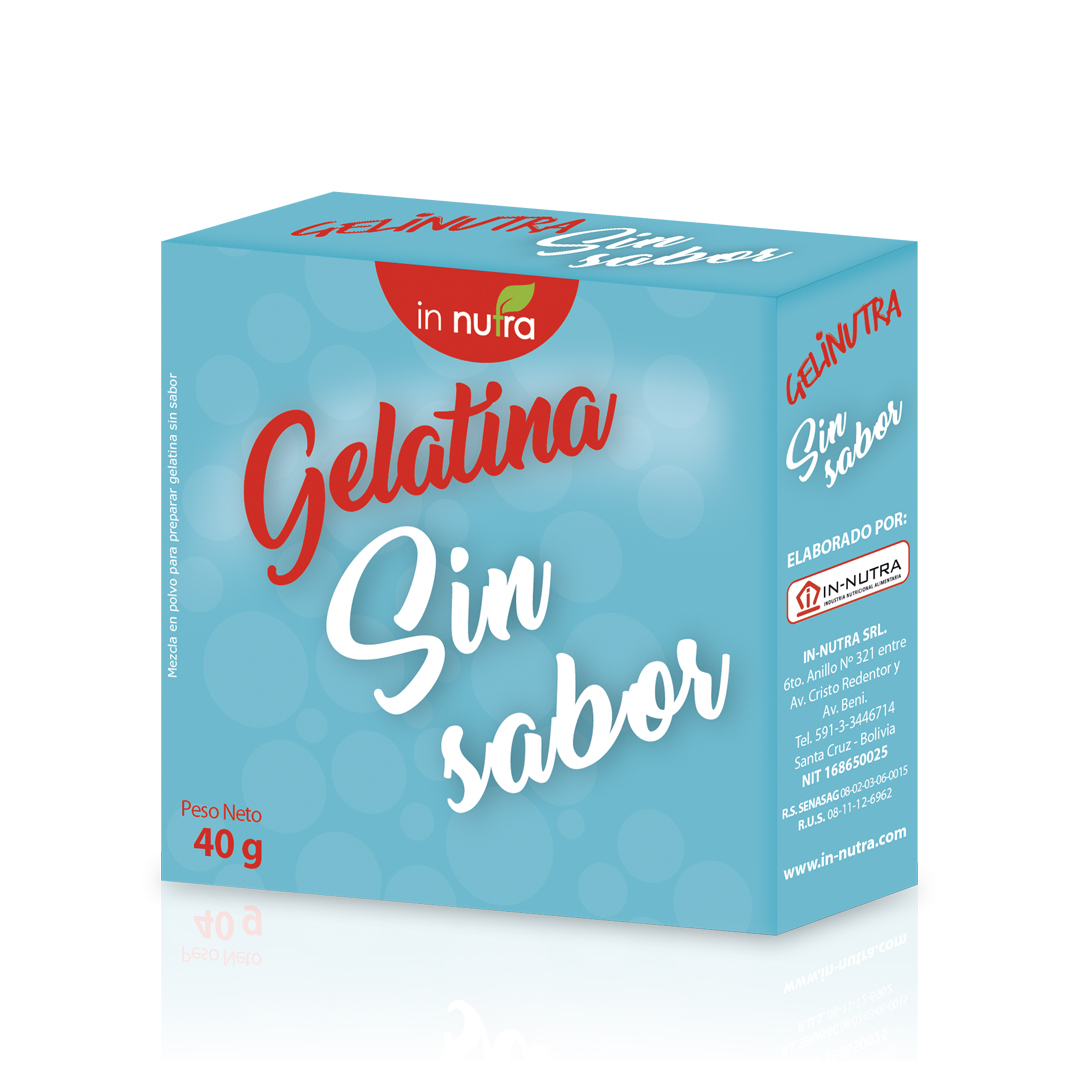 GELINUTRA
Sin
sabor
in nutra
Gelatina
Sin
sabor
Mezcla en polvo para preparar gelatina sin sabor
Peso Neto
40 g
GELINUTRA
Sin
sabor
ELABORADO POR:
IN-NUTRA
INDUSTRIA NUTRICIONAL ALIMENTARIA
IN-NUTRA SRL.
6to. Anillo Nº 321 entre
Av. Cristo Redentor y
Av. Beni.
Tel. 591-3-3446714
Santa Cruz - Bolivia
NIT 168650025
R.S. SENASAG 08-02-03-06-0015
R.U.S. 08-11-12-6962
www.in-nutra.com